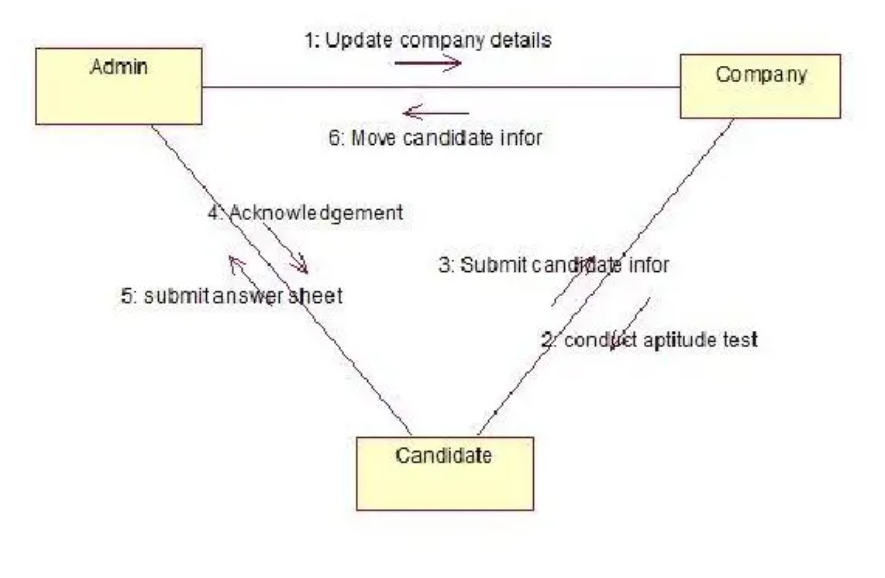 1: Update company details
Admin
Company
6: Move candidate infor
4: Acknowledgement
3: Submit candidate infor
5: submit answer sheet
2: conduct aptitude test
Candidate